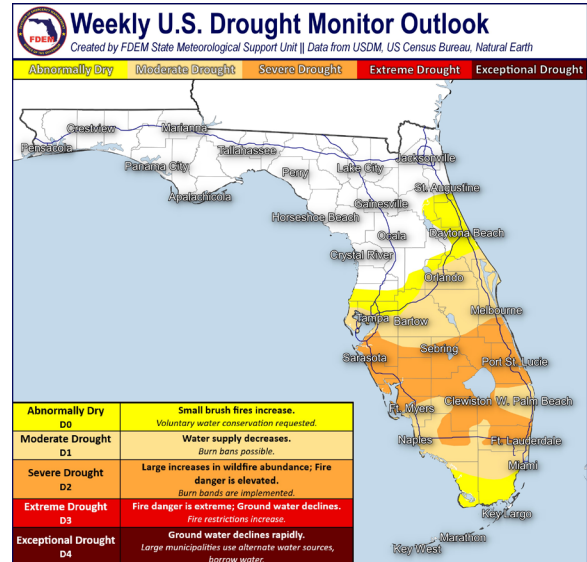 Weekly U.S. Drought Monitor Outlook
Created by FDEM State Meteorological Support Unit || Data from USDM, US Census Bureau, Natural Earth
FDEM
Abnormally Dry Moderate Drought Severe Drought Extreme Drought Exceptional Drought
Crestview
Marianna
Pensacola
Tallahassee
Jacksonville
Panama City
Perry
Lake City
Apalachicola
St. Augustine
Gainesville
Horseshoe Beach
Daytona Beach
Ocala
Crystal River
Orlando
Melbourne
Tampa
Bartow
Sebring
Sarasota
Port St. Lucie
Clewiston
W. Palm Beach
Ft. Myers
Naples
Ft. Lauderdale
Miami
Key Largo
Marathon
Key West
Abnormally Dry
D0
Small brush fires increase.
Voluntary water conservation requested.
Moderate Drought
D1
Water supply decreases.
Burn bans possible.
Severe Drought
D2
Large increases in wildfire abundance; Fire
danger is elevated.
Burn bands are implemented.
Extreme Drought
D3
Fire danger is extreme; Ground water declines.
Fire restrictions increase.
Exceptional Drought
D4
Ground water declines rapidly.
Large municipalities use alternate water sources,
borrow water.